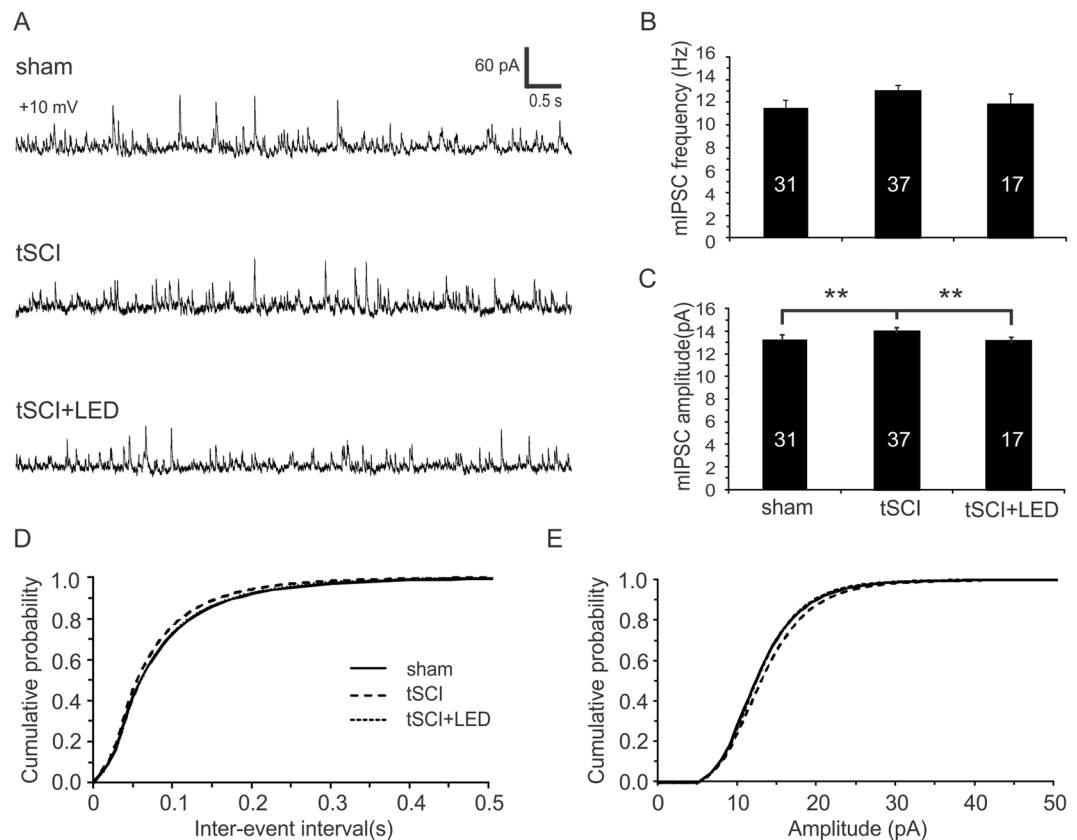 A
sham
60 pA
0.5 s
+10 mV
tSCI
tSCI+LED
B
mIPSC frequency (Hz)
16
14
12
10
8
6
4
2
0
31
37
17
C
mIPSC amplitude(pA)
16
14
12
10
8
6
4
2
0
**
**
31
37
17
sham
tSCI
tSCI+LED
D
Cumulative probability
1.0
0.8
0.6
0.4
0.2
0.0
sham
tSCI
tSCI+LED
0
0.1
0.2
0.3
0.4
0.5
Inter-event interval(s)
E
Cumulative probability
1.0
0.8
0.6
0.4
0.2
0.0
0
10
20
30
40
50
Amplitude (pA)